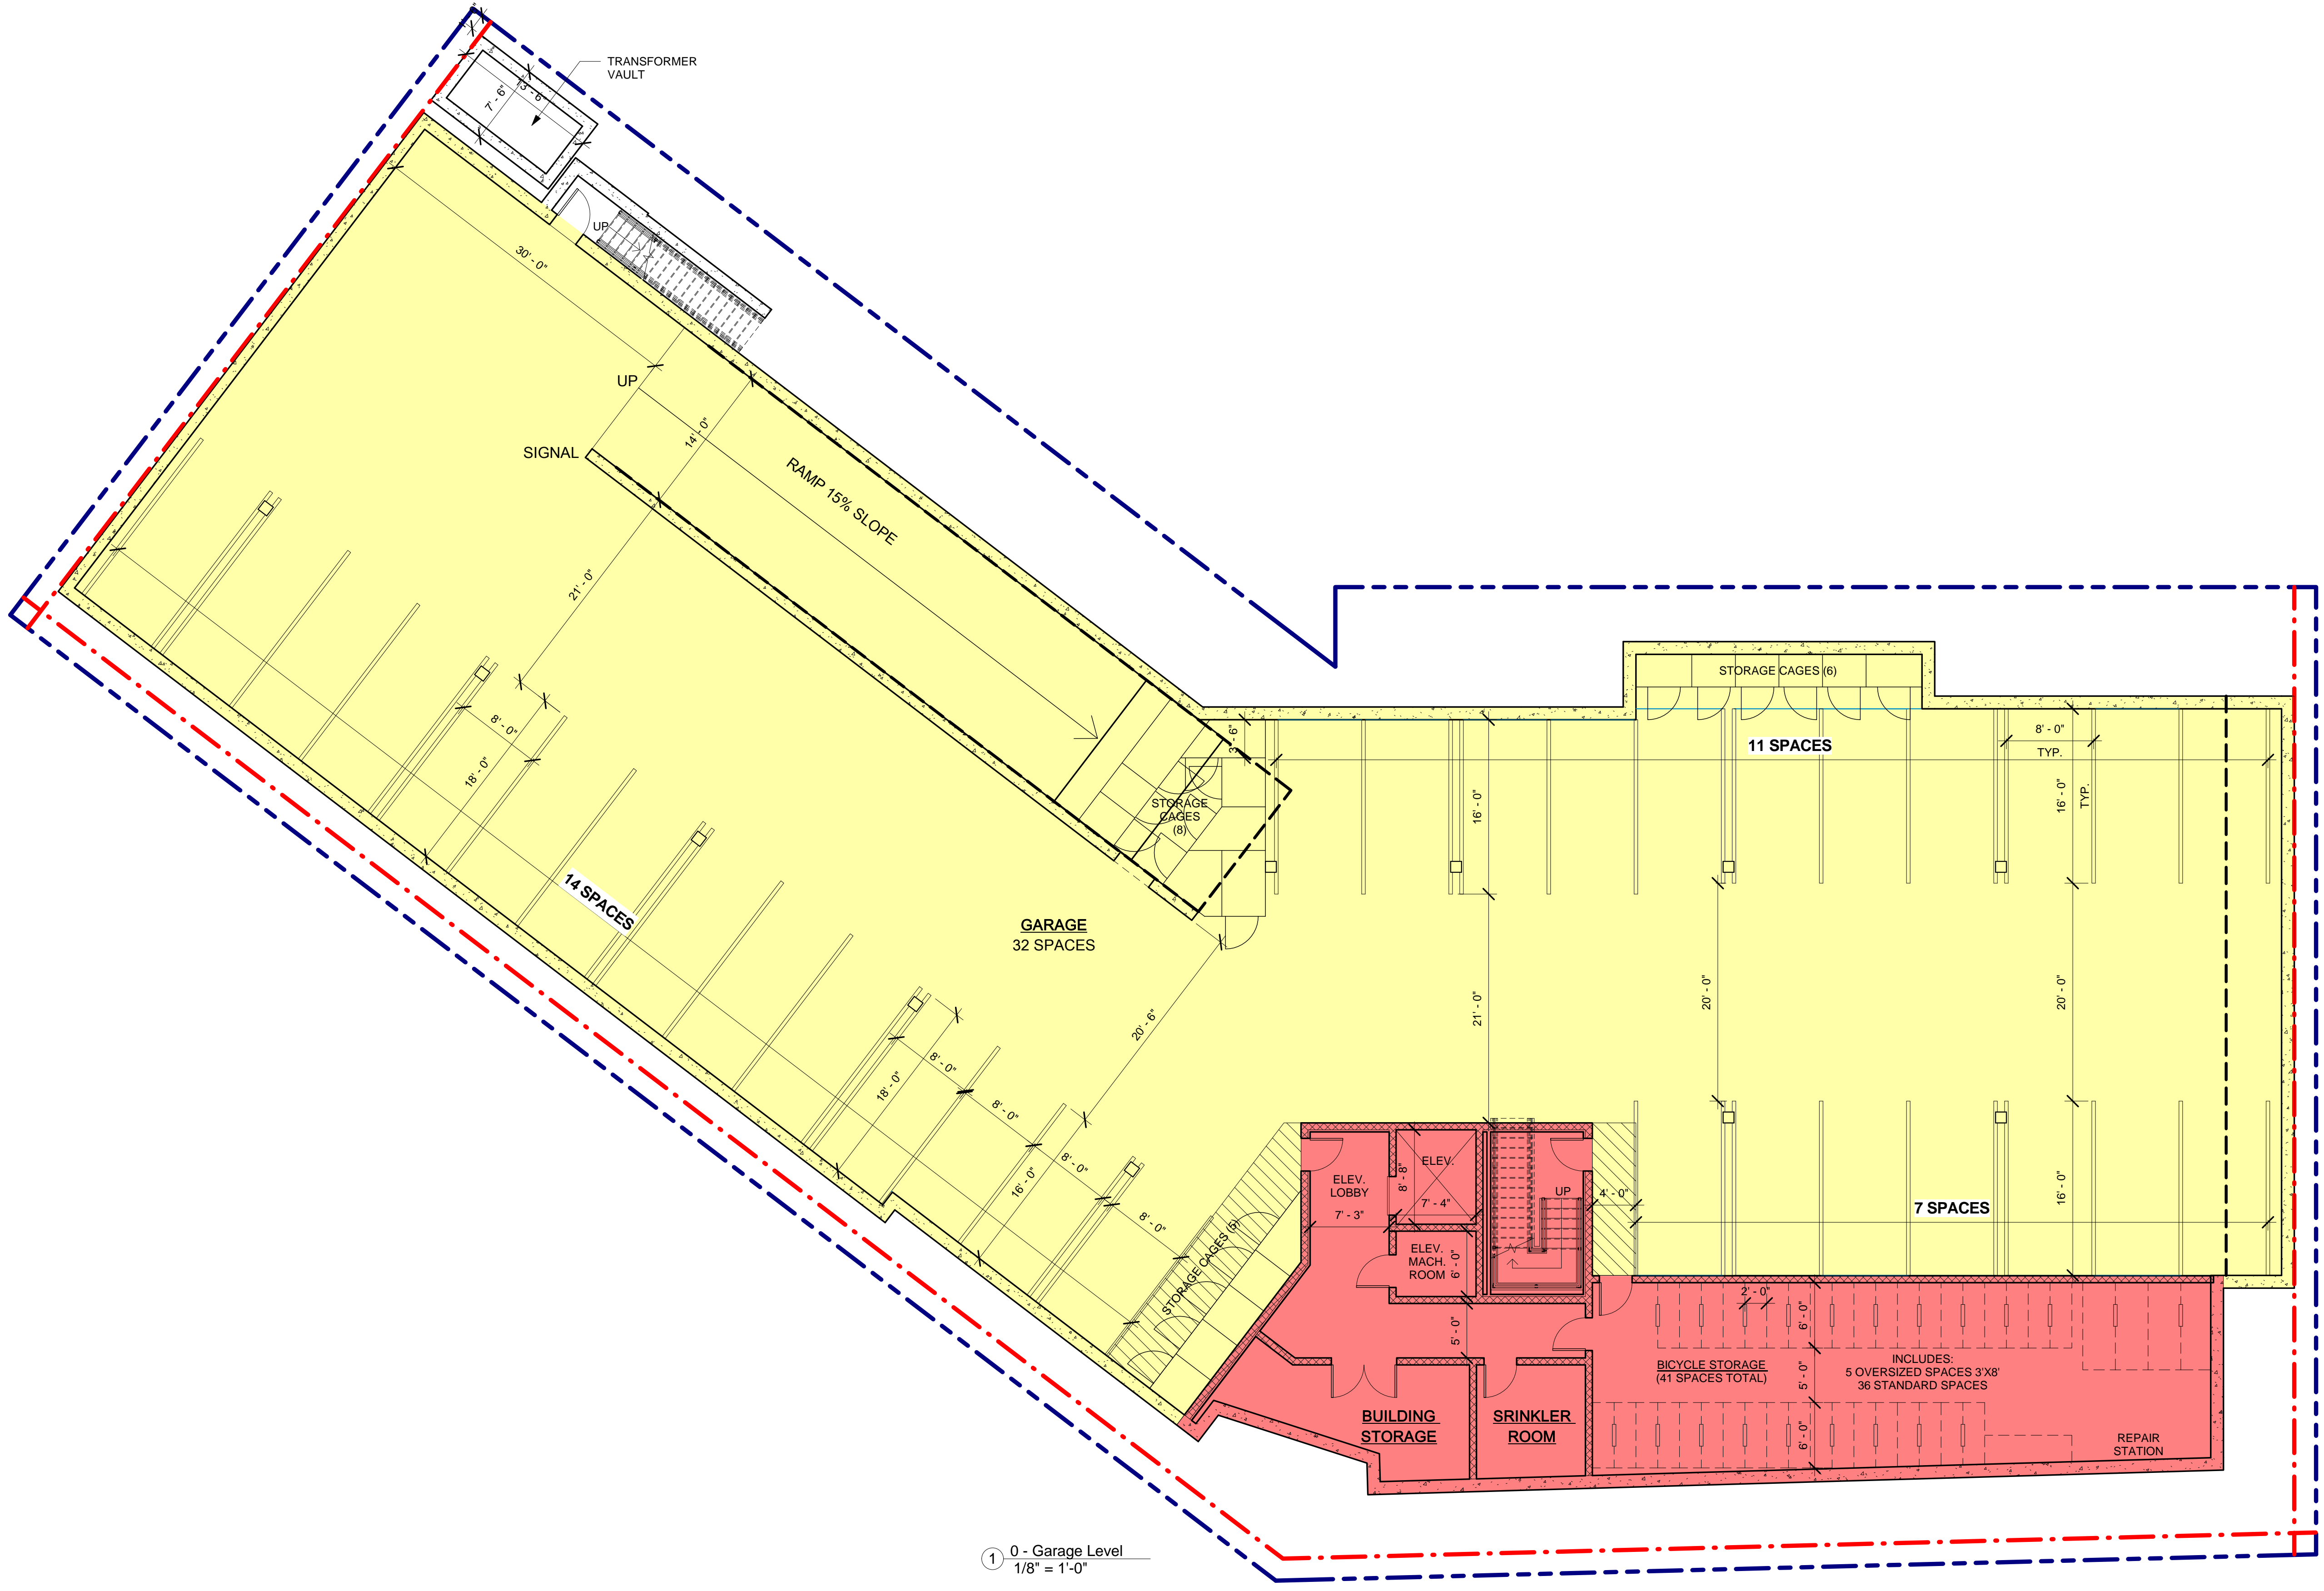 TRANSFORMER
VAULT
7' - 6"
UP
30' - 0"
UP
14' - 0"
SIGNAL
RAMP 15% SLOPE
21' - 0"
8' - 0"
18' - 0"
14 SPACES
GARAGE
32 SPACES
STORAGE
CAGES
(8)
3' - 6"
STORAGE CAGES (6)
11 SPACES
8' - 0"
TYP.
16' - 0"
16' - 0"
TYP.
20' - 0"
20' - 0"
21' - 0"
20' - 6"
8' - 0"
18' - 0"
8' - 0"
8' - 0"
16' - 0"
8' - 0"
STORAGE CAGES (5)
ELEV.
LOBBY
7' - 3"
ELEV.
8' - 8"
7' - 4"
ELEV.
MACH.
ROOM
6' - 0"
UP
4' - 0"
7 SPACES
16' - 0"
5' - 0"
2' - 0"
6' - 0"
BICYCLE STORAGE
(41 SPACES TOTAL)
5' - 0"
INCLUDES:
5 OVERSIZED SPACES 3'X8'
36 STANDARD SPACES
6' - 0"
BUILDING
STORAGE
SRINKLER
ROOM
REPAIR
STATION
1
0 - Garage Level
1/8" = 1'-0"